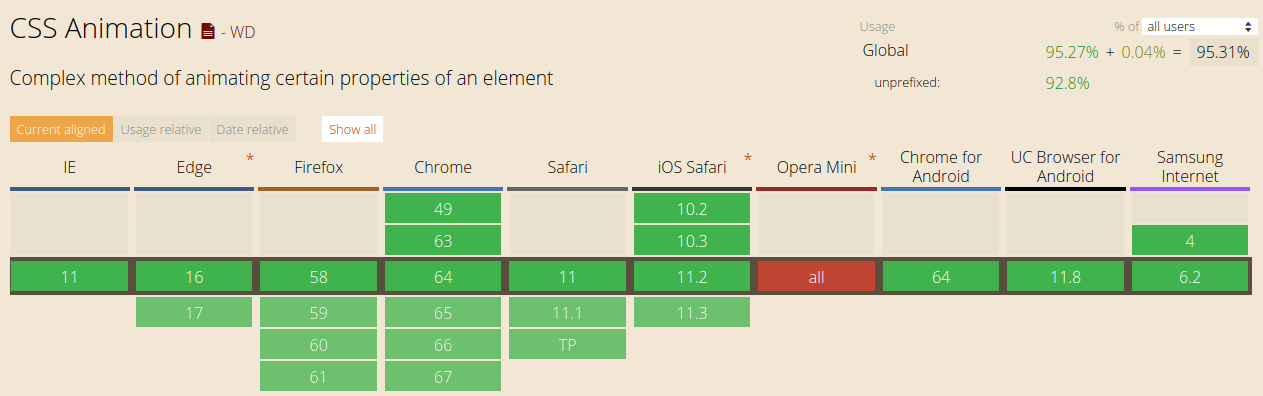 CSS Animation - WD
Usage % of all users
Global 95.27% + 0.04% = 95.31%
Complex method of animating certain properties of an element
unprefixed: 92.8%
Current aligned Usage relative Date relative Show all
IE Edge * Firefox Chrome Safari iOS Safari * Opera Mini * Chrome for Android UC Browser for Android Samsung Internet
49 10.2
63 10.3 4
11 16 58 64 11 11.2 all 64 11.8 6.2
17 59 65 11.1 11.3
60 66 TP
61 67